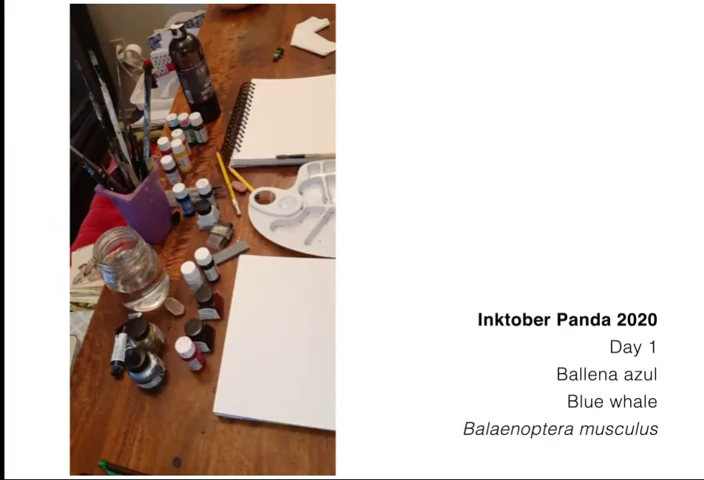 Inktober Panda 2020
Day 1
Ballena azul
Blue whale
Balaenoptera musculus